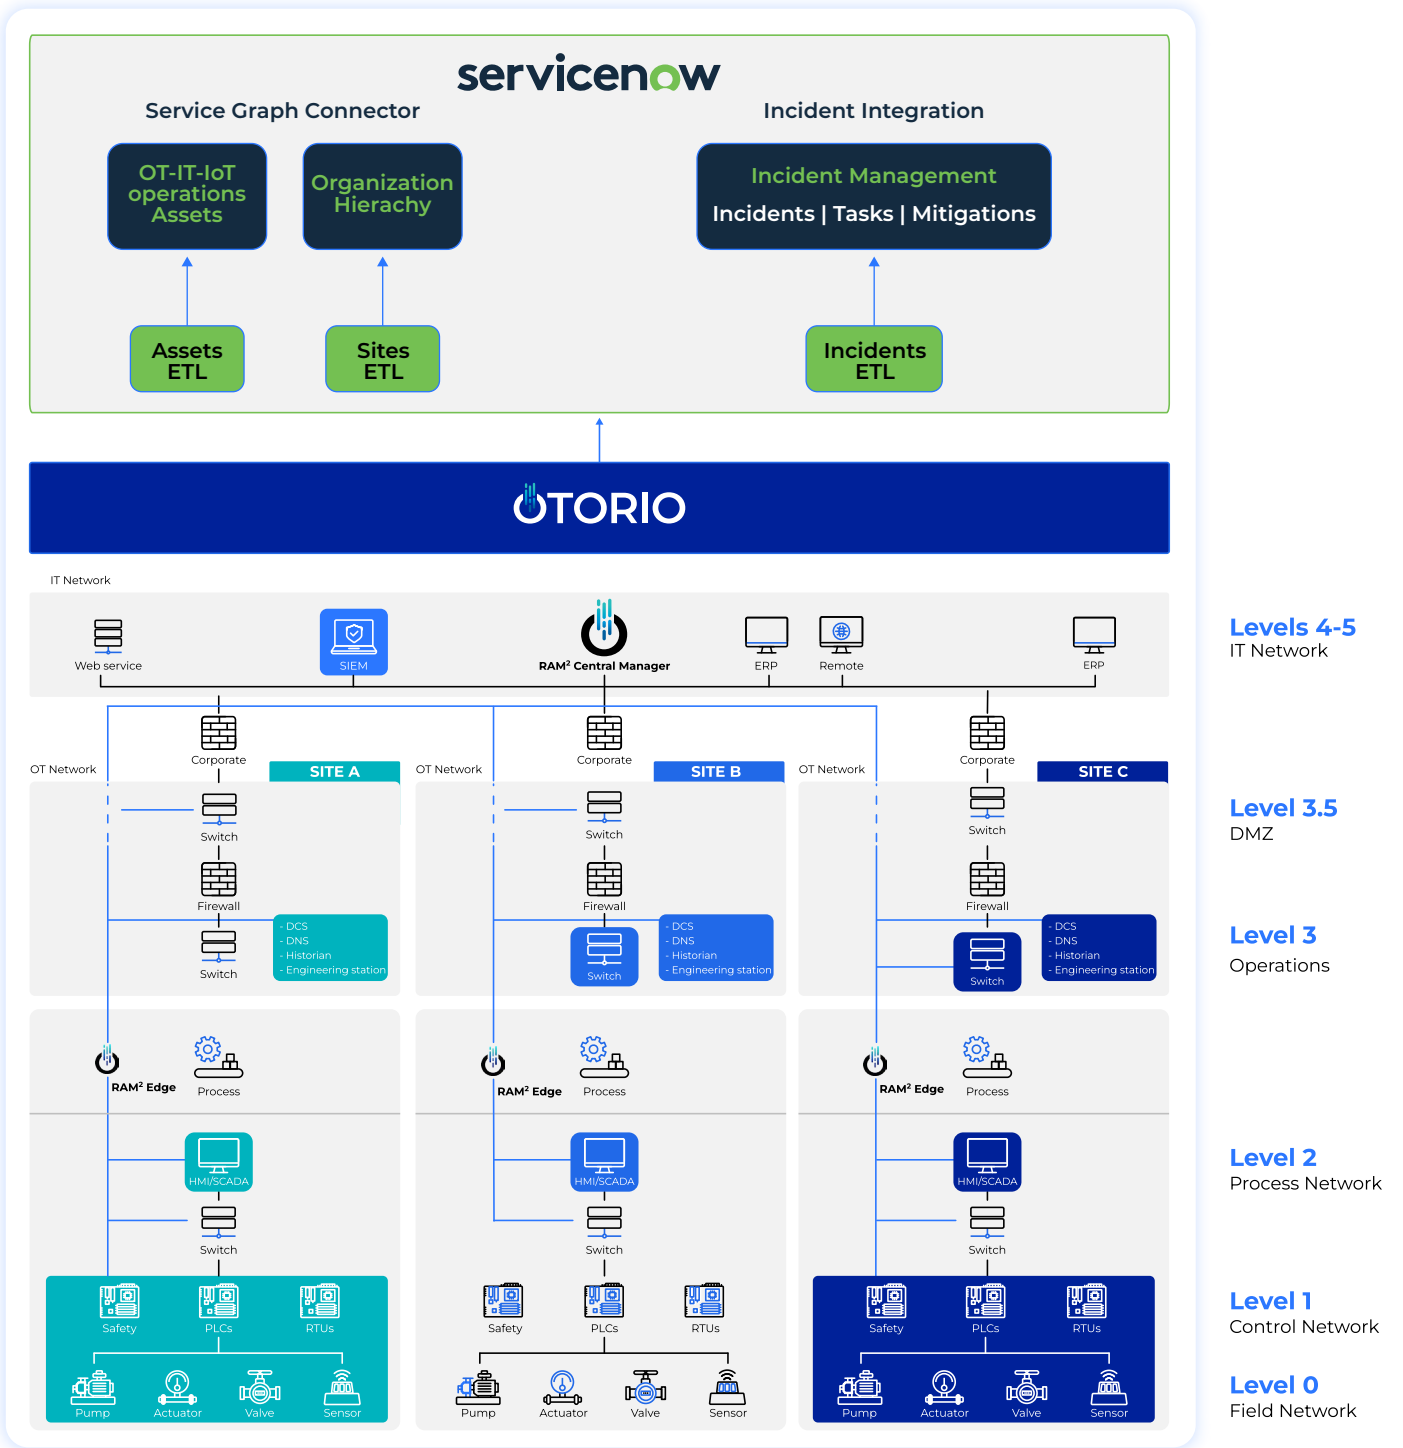 servicenow
Service Graph Connector
Incident Integration
OT-IT-IoT
operations
Assets
Organization
Hierachy
Incident Management
Incidents | Tasks | Mitigations
Assets
ETL
Sites
ETL
Incidents
ETL
OTORIO
IT Network
Web service
SIEM
RAM² Central Manager
ERP
Remote
ERP
Levels 4-5
IT Network
Corporate
Corporate
Corporate
OT Network
SITE A
OT Network
SITE B
OT Network
SITE C
Switch
Switch
Switch
Level 3.5
DMZ
Firewall
Firewall
Firewall
- DCS
- DNS
- Historian
- Engineering station
Switch
- DCS
- DNS
- Historian
- Engineering station
Switch
- DCS
- DNS
- Historian
- Engineering station
Switch
Level 3
Operations
RAM² Edge
Process
RAM² Edge
Process
RAM² Edge
Process
HMI/SCADA
HMI/SCADA
HMI/SCADA
Level 2
Process Network
Switch
Switch
Switch
Safety
PLCs
RTUs
Safety
PLCs
RTUs
Safety
PLCs
RTUs
Level 1
Control Network
Pump
Actuator
Valve
Sensor
Pump
Actuator
Valve
Sensor
Pump
Actuator
Valve
Sensor
Level 0
Field Network